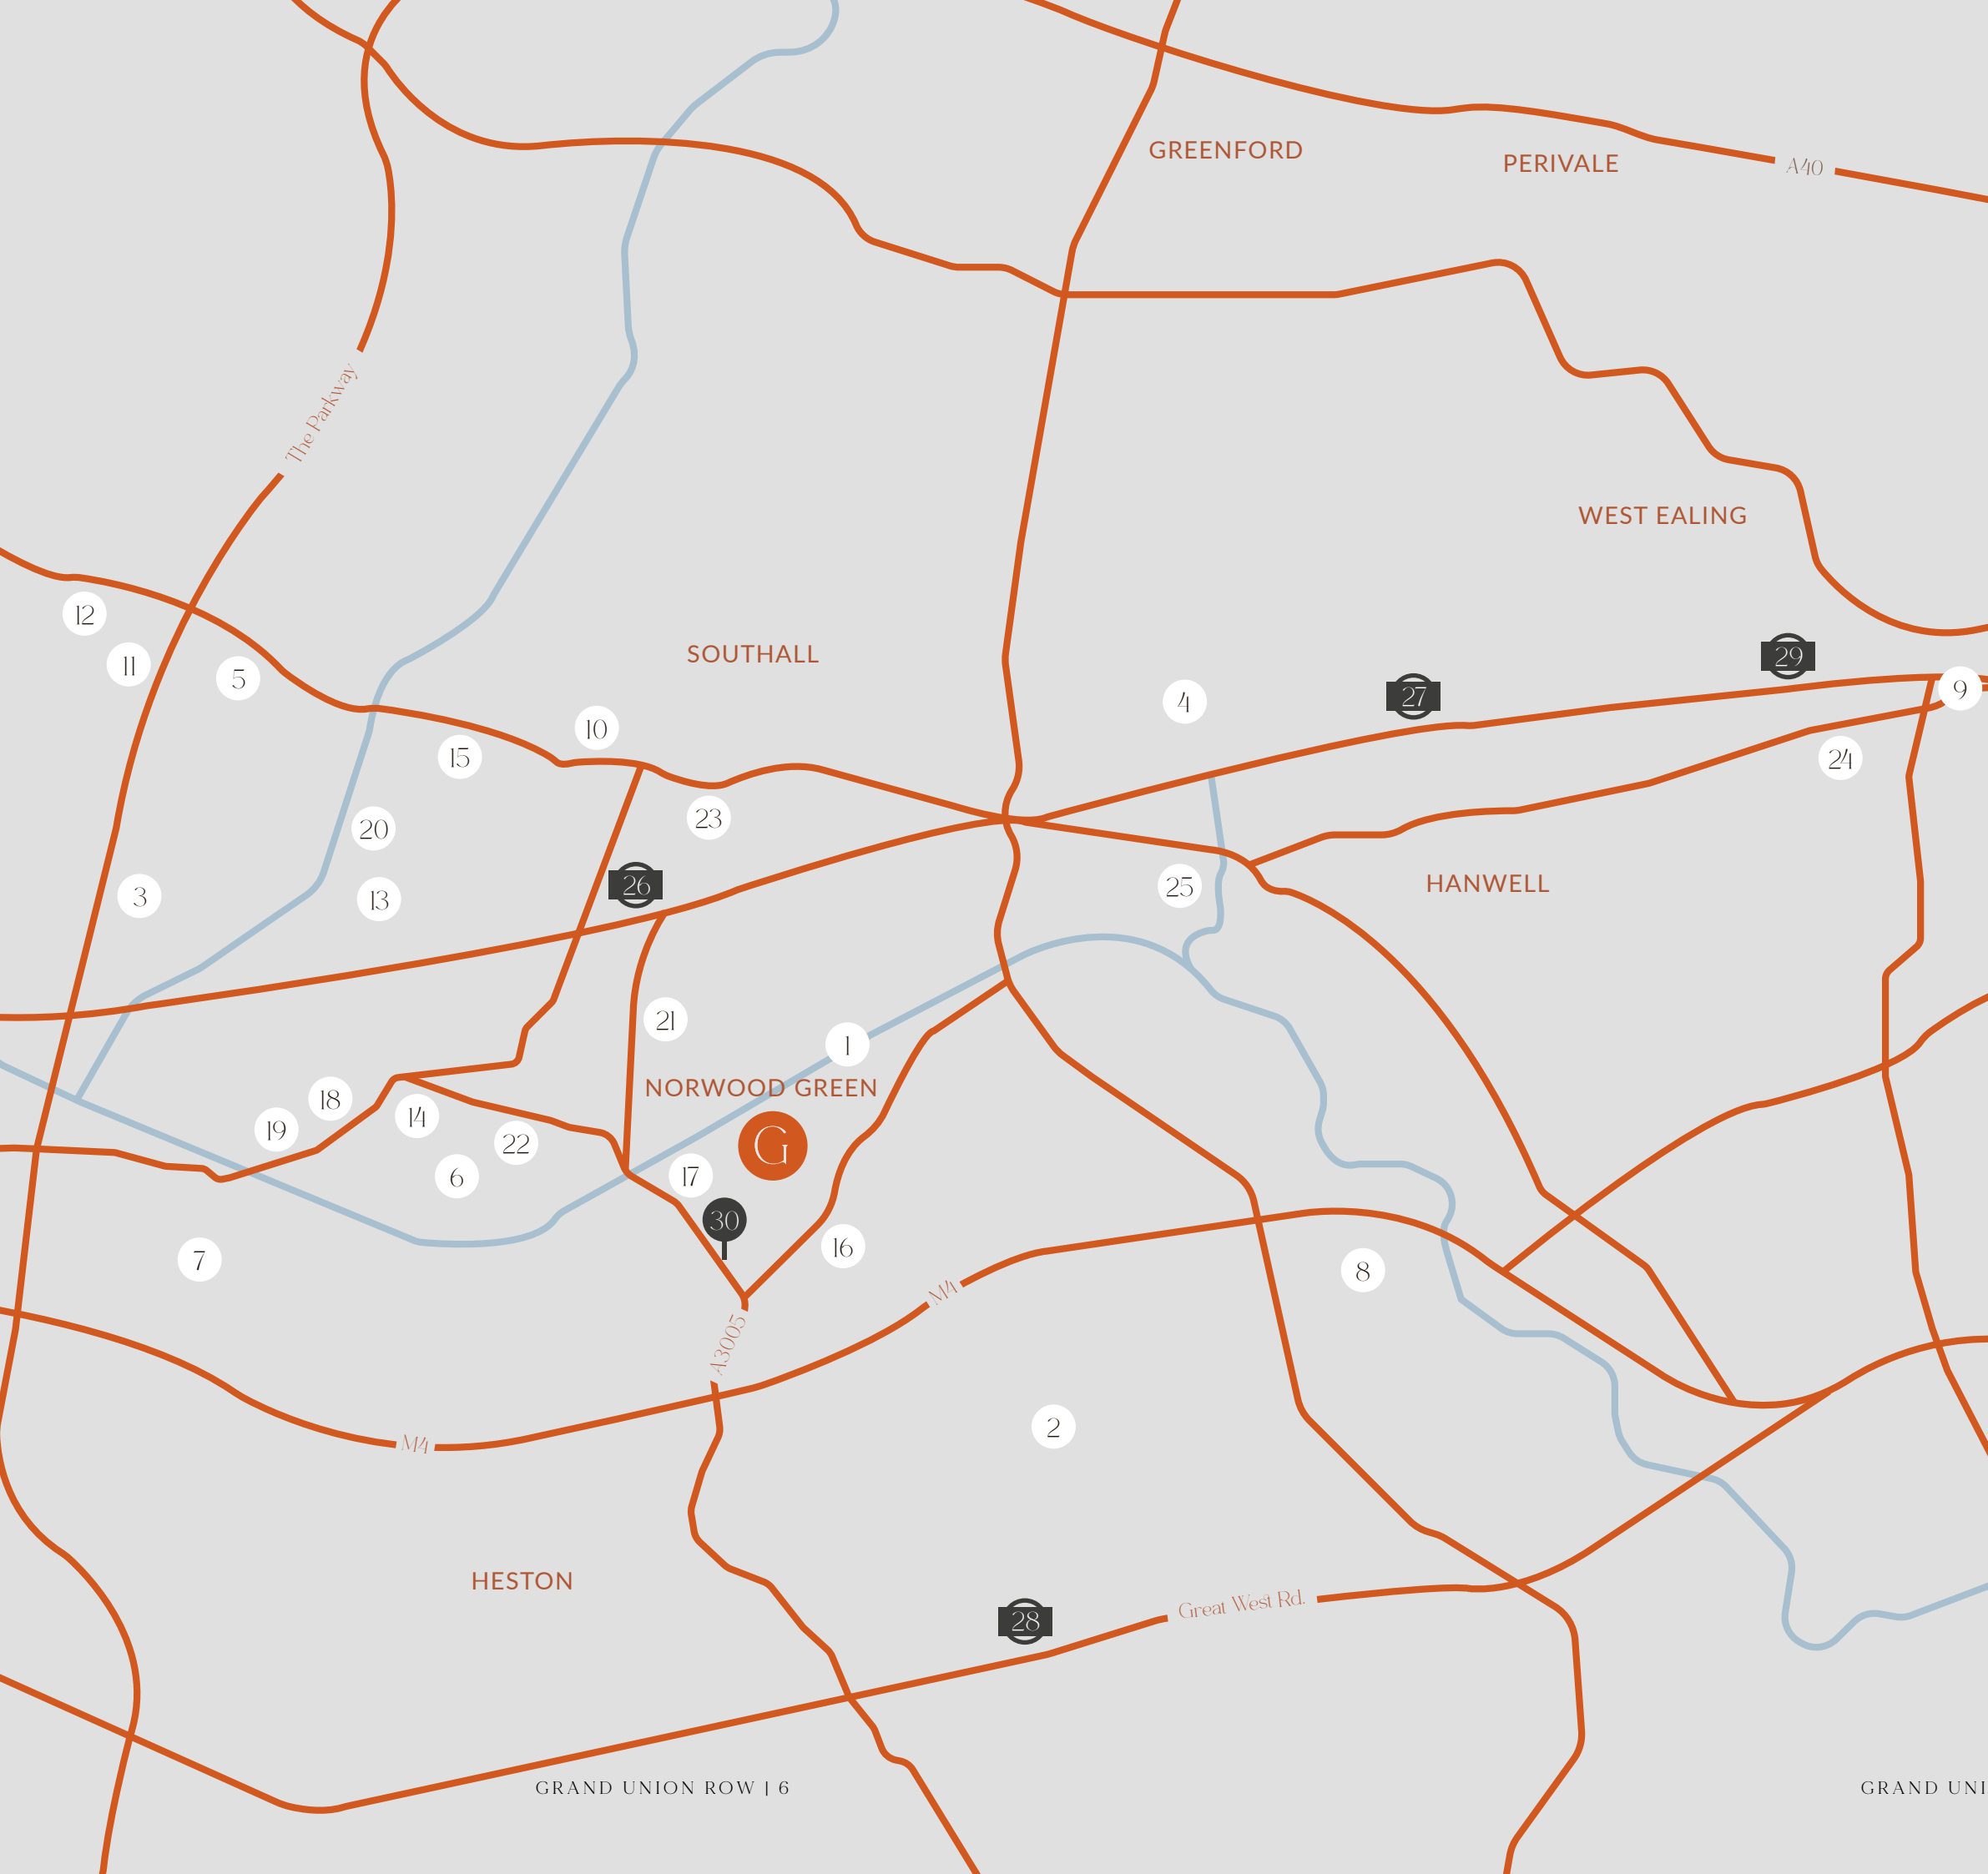 GREENFORD
PERIVALE
A40
The Parkway
WEST EALING
12
11
5
SOUTHALL
29
27
9
4
10
15
24
23
20
26
HANWELL
25
3
13
21
1
NORWOOD GREEN
18
14
19
22
G
6
17
30
16
7
8
M4
A3005
2
M4
HESTON
Great West Rd.
28
GRAND UNION ROW | 6
GRAND UNI